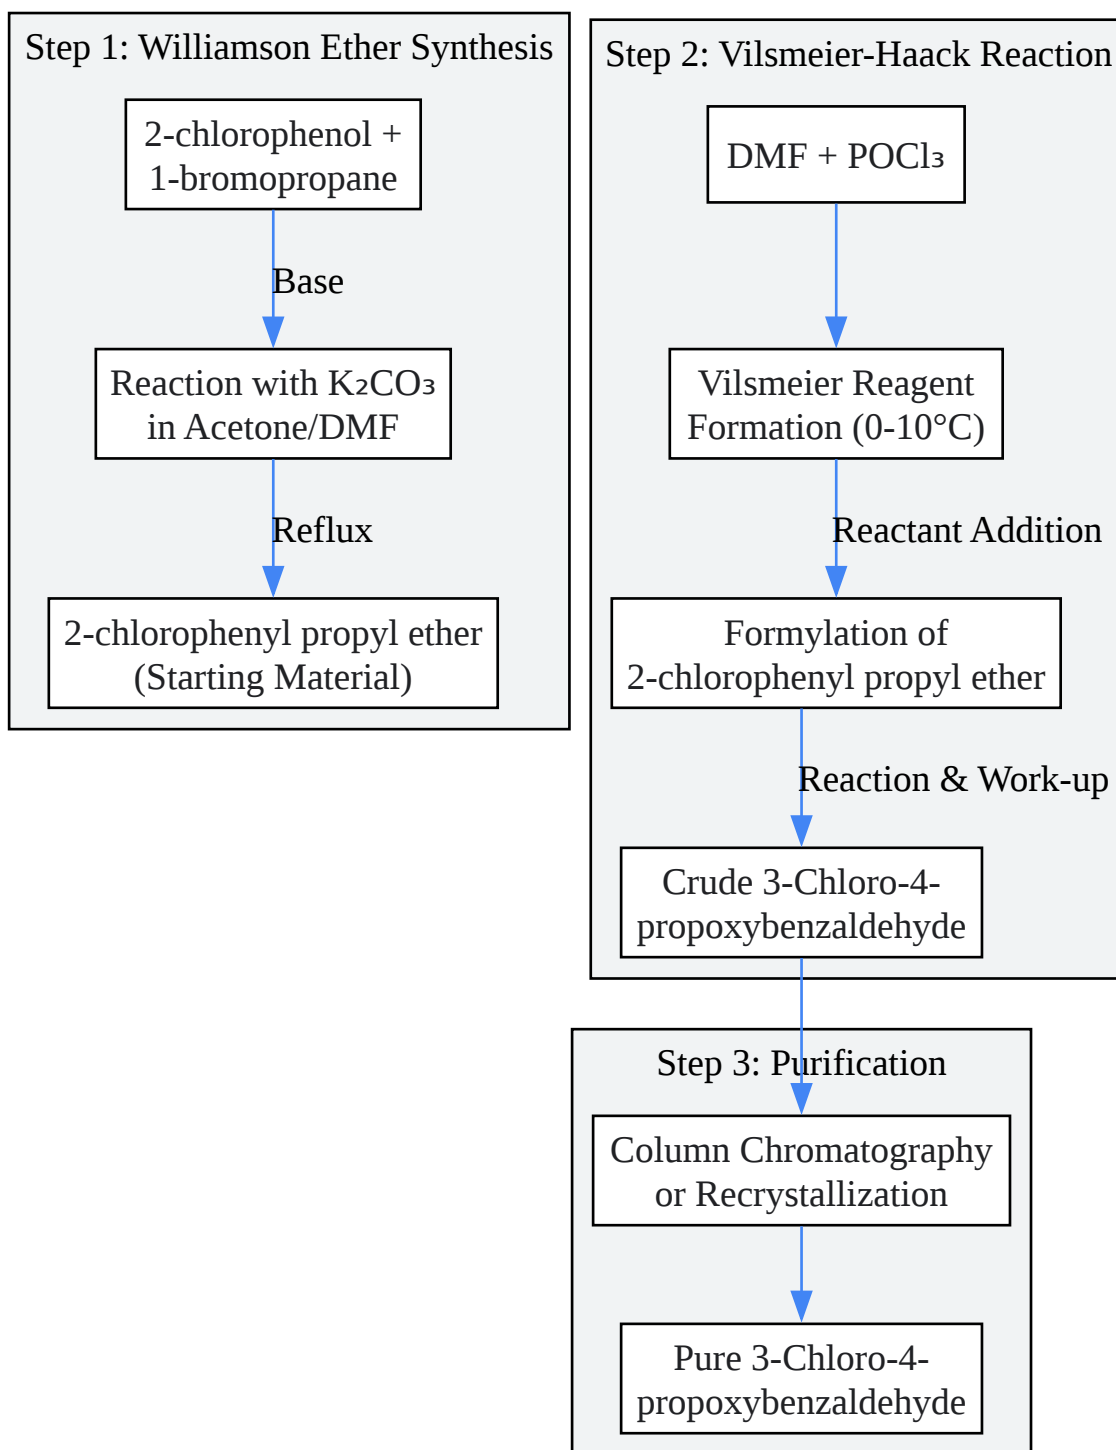 Step 1: Williamson Ether Synthesis
2-chlorophenol +
1-bromopropane
Base
Reaction with K₂CO₃
in Acetone/DMF
Reflux
2-chlorophenyl propyl ether
(Starting Material)
Step 2: Vilsmeier-Haack Reaction
DMF + POCl₃
Vilsmeier Reagent
Formation (0-10°C)
Reactant Addition
Formylation of
2-chlorophenyl propyl ether
Reaction & Work-up
Crude 3-Chloro-4-
propoxybenzaldehyde
Step 3: Purification
Column Chromatography
or Recrystallization
Pure 3-Chloro-4-
propoxybenzaldehyde